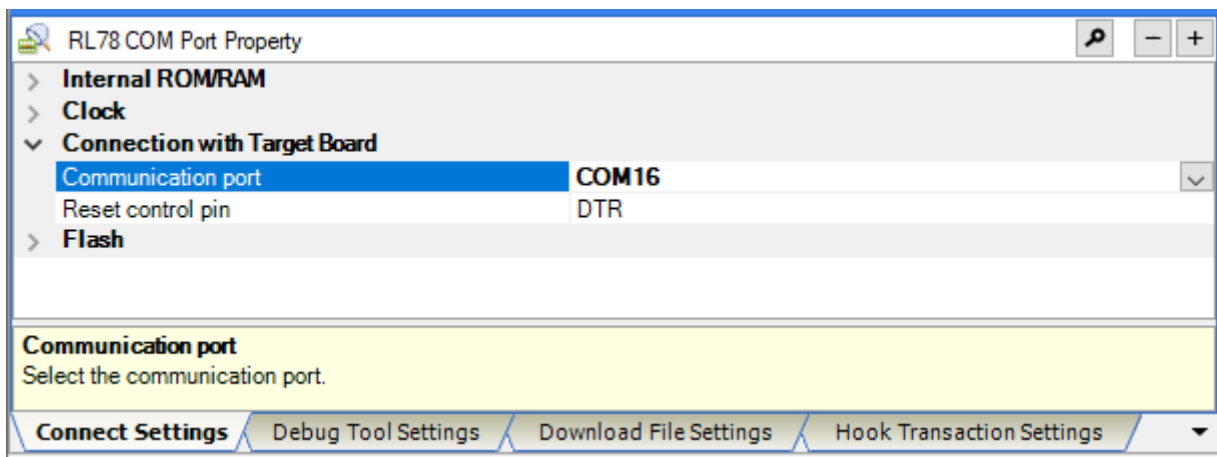 RL78 COM Port Property
Internal ROM/RAM
Clock
Connection with Target Board
Communication port COM16
Reset control pin DTR
Flash
Communication port
Select the communication port.
Connect Settings Debug Tool Settings Download File Settings Hook Transaction Settings